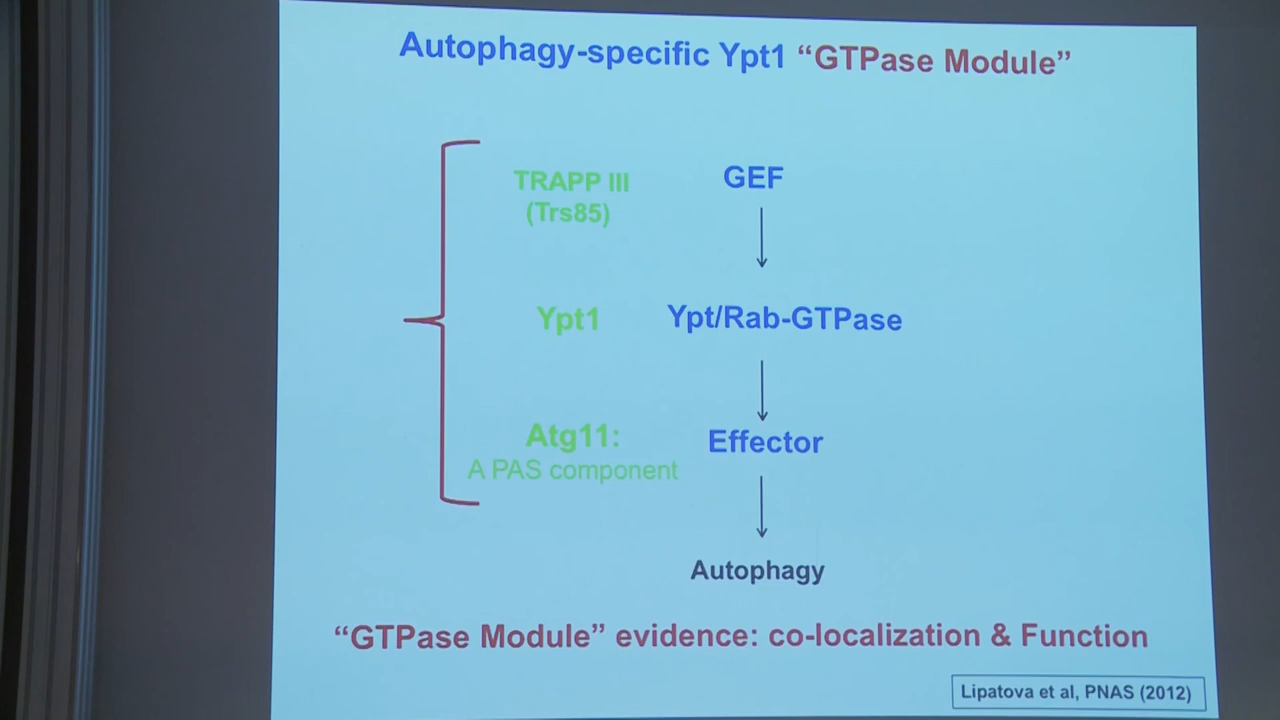 Autophagy-specific Ypt1 “GTPase Module”
TRAPP III GEF
(Trs85)
Ypt1 Ypt/Rab-GTPase
Atg11: Effector
A PAS component
Autophagy
“GTPase Module” evidence: co-localization & Function
Lipatova et al, PNAS (2012)